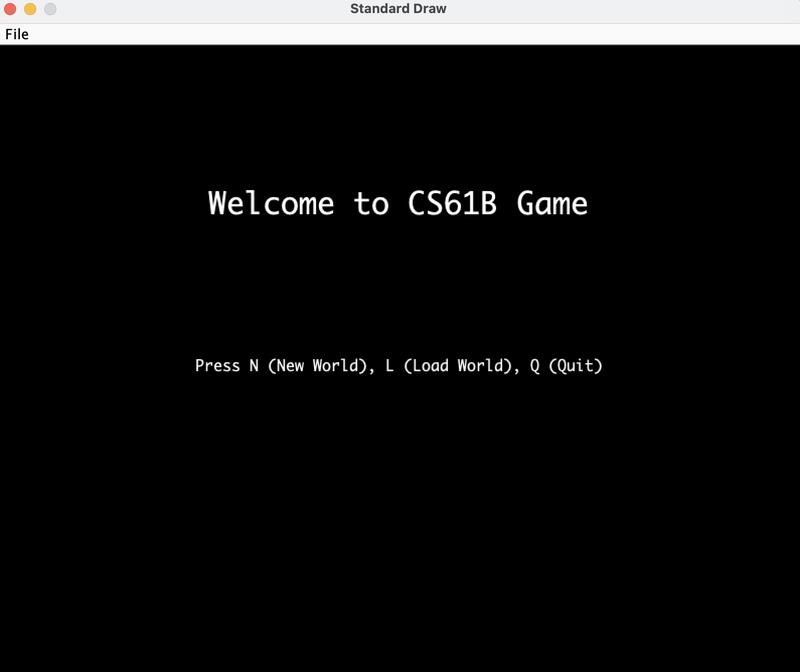 Standard Draw
File
Welcome to CS61B Game
Press N (New World), L (Load World), Q (Quit)